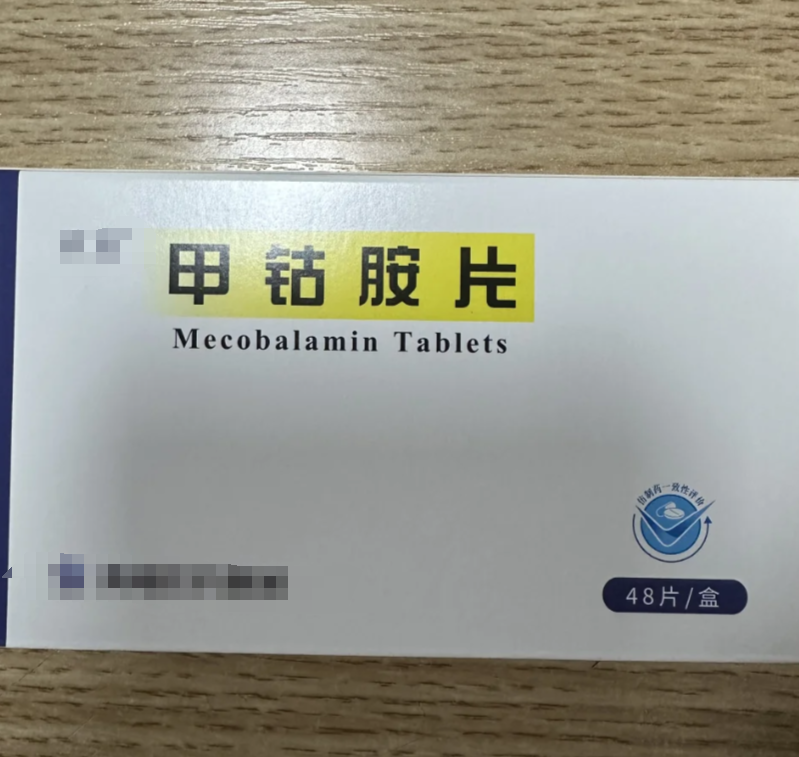 甲钴胺片
Mecobalamin Tablets
仿制药一致性评价
48片/盒